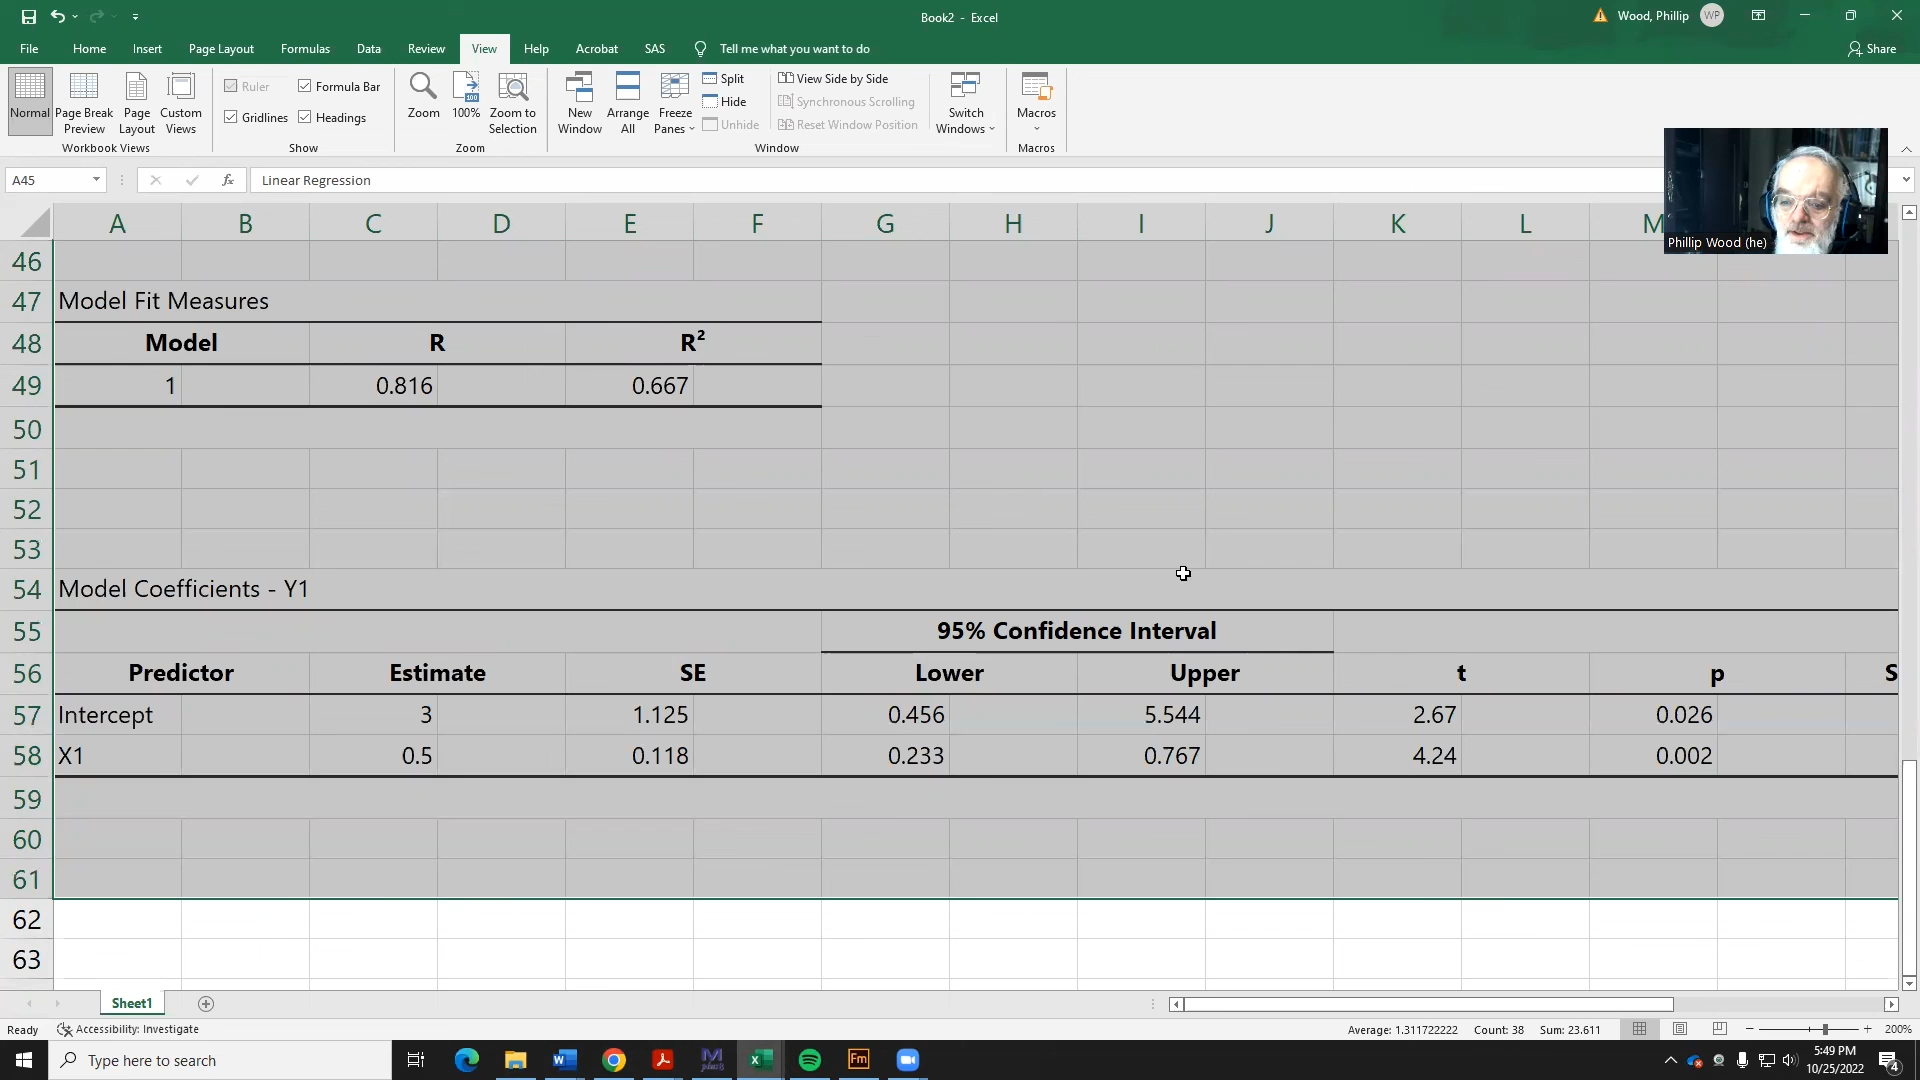 Book2 - Excel
Wood, Phillip
WP
File Home Insert Page Layout Formulas Data Review View Help Acrobat SAS Tell me what you want to do
Share
Normal
Page Break Preview
Page Layout
Custom Views
Workbook Views
Ruler
Formula Bar
Gridlines
Headings
Show
Zoom
100%
Zoom to Selection
Zoom
New Window
Arrange All
Freeze Panes
Split
Hide
Unhide
View Side by Side
Synchronous Scrolling
Reset Window Position
Switch Windows
Window
Macros
Macros
Phillip Wood (he)
A45
fx
Linear Regression
A B C D E F G H I J K L M
46
47 Model Fit Measures
48 Model R R²
49 1 0.816 0.667
50
51
52
53
54 Model Coefficients - Y1
55 95% Confidence Interval
56 Predictor Estimate SE Lower Upper t p S
57 Intercept 3 1.125 0.456 5.544 2.67 0.026
58 X1 0.5 0.118 0.233 0.767 4.24 0.002
59
60
61
62
63
Sheet1
Ready
Accessibility: Investigate
Average: 1.311722222 Count: 38 Sum: 23.611
200%
Type here to search
5:49 PM
10/25/2022
4